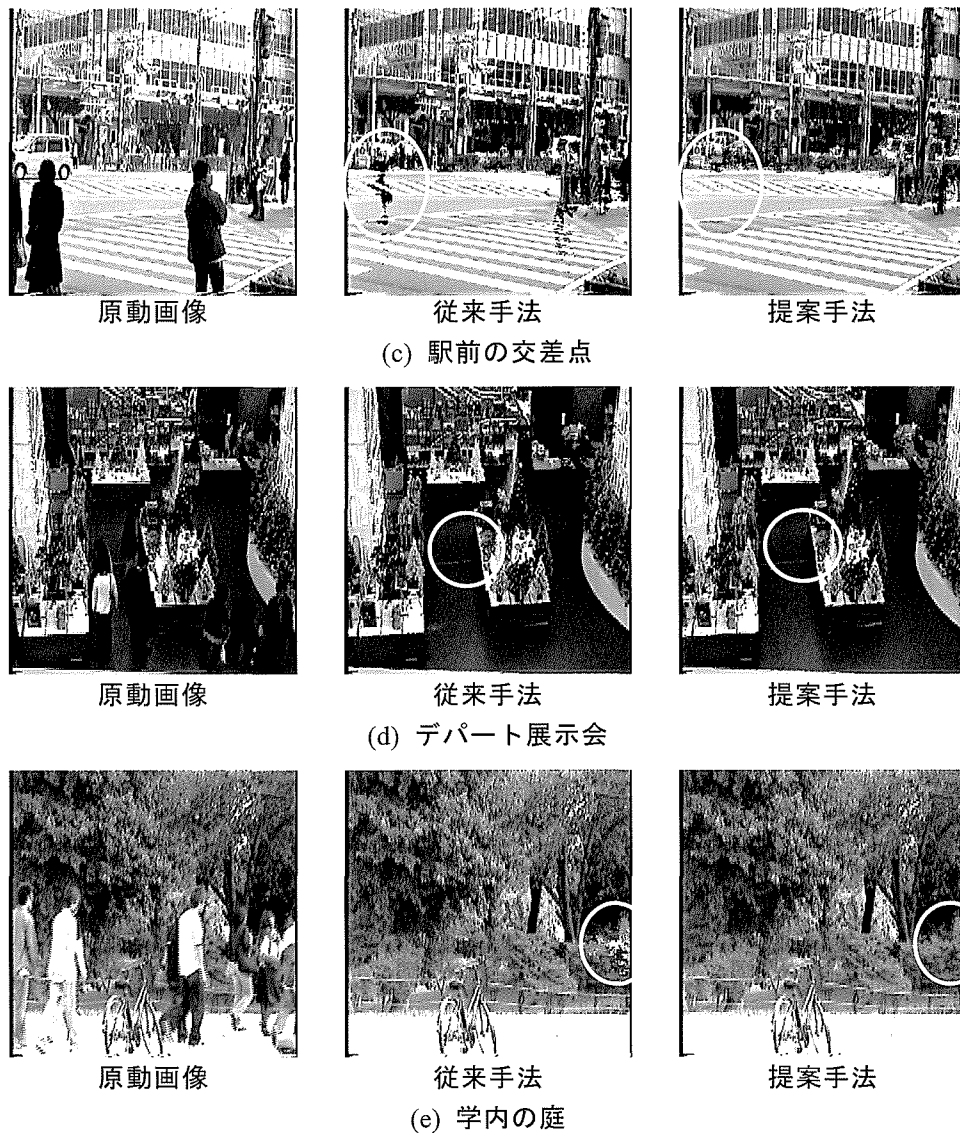 原動画像 従来手法 提案手法
(c) 駅前の交差点
原動画像 従来手法 提案手法
(d) デパート展示会
原動画像 従来手法 提案手法
(e) 学内の庭